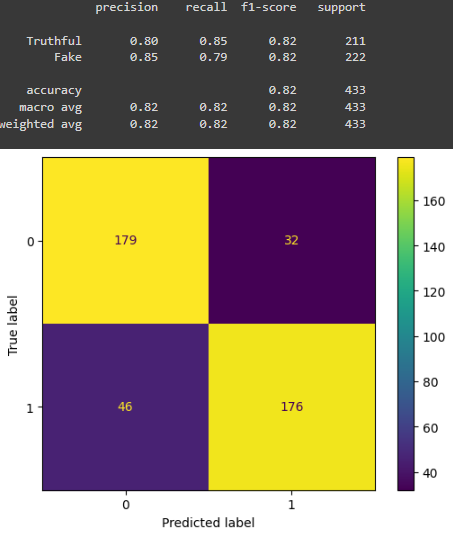 precision recall f1-score support
Truthful 0.80 0.85 0.82 211
Fake 0.85 0.79 0.82 222
accuracy 0.82 433
macro avg 0.82 0.82 0.82 433
weighted avg 0.82 0.82 0.82 433
0
179
32
1
46
176
0
1
Predicted label
True label
160
140
120
100
80
60
40